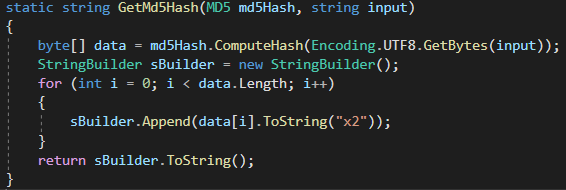 static string GetMd5Hash(MD5 md5Hash, string input)
{
    byte[] data = md5Hash.ComputeHash(Encoding.UTF8.GetBytes(input));
    StringBuilder sBuilder = new StringBuilder();
    for (int i = 0; i < data.Length; i++)
    {
        sBuilder.Append(data[i].ToString("x2"));
    }
    return sBuilder.ToString();
}